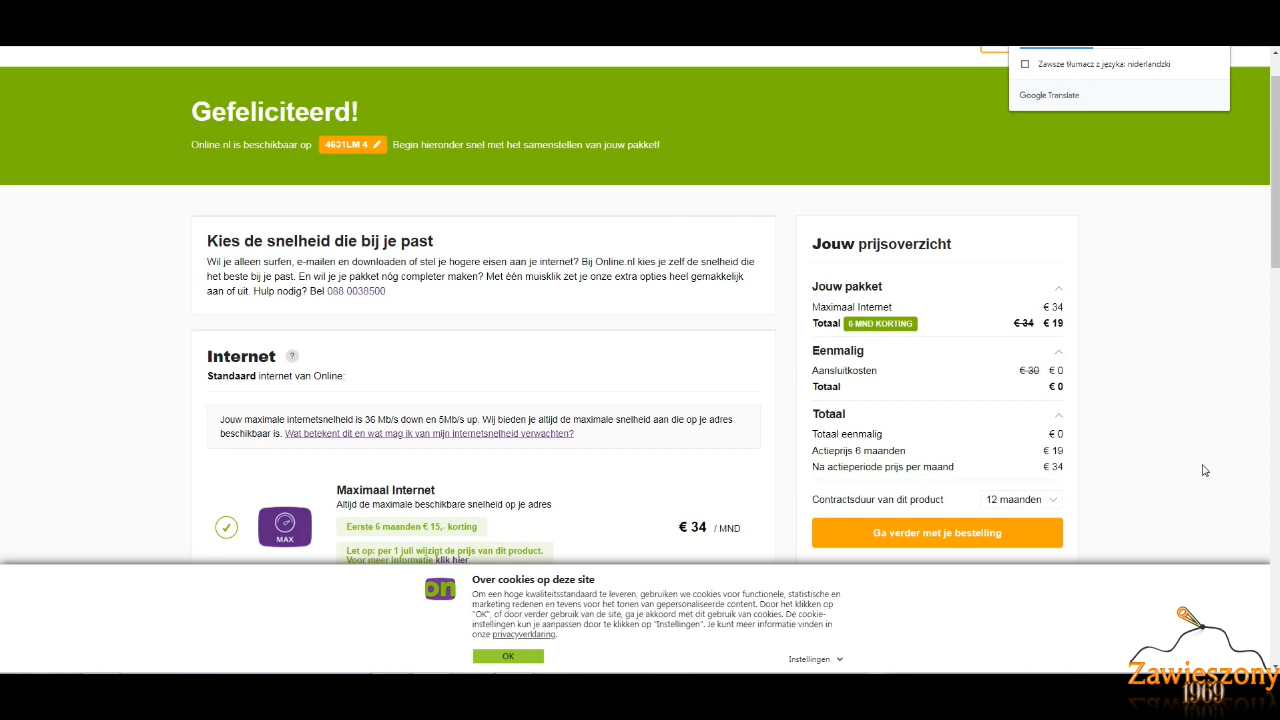 Zawsze tłumacz z języka: niderlandzki
Google Translate
Gefeliciteerd!
Online.nl is beschikbaar op 4631LM 4 Begin hieronder snel met het samenstellen van jouw pakket!
Kies de snelheid die bij je past
Wil je alleen surfen, e-mailen en downloaden of stel je hogere eisen aan je internet? Bij Online.nl kies je zelf de snelheid die
het beste bij je past. En wil je je pakket nóg completer maken? Met één muisklik zet je onze extra opties heel gemakkelijk
aan of uit. Hulp nodig? Bel 088 0038500
Internet ?
Standaard internet van Online:
Jouw maximale internetsnelheid is 36 Mb/s down en 5Mb/s up. Wij bieden je altijd de maximale snelheid aan die op je adres
beschikbaar is. Wat betekent dit en wat mag ik van mijn internetsnelheid verwachten?
MAX
Maximaal Internet
Altijd de maximale beschikbare snelheid op je adres
Eerste 6 maanden € 15,- korting
€ 34 / MND
Let op: per 1 juli wijzigt de prijs van dit product.
Voor meer informatie klik hier
Jouw prijsoverzicht
Jouw pakket
Maximaal Internet € 34
Totaal 6 MND KORTING € 34 € 19
Eenmalig
Aansluitkosten € 30 € 0
Totaal € 0
Totaal
Totaal eenmalig € 0
Actieprijs 6 maanden € 19
Na actieperiode prijs per maand € 34
Contractsduur van dit product 12 maanden
Ga verder met je bestelling
on
Over cookies op deze site
Om een hoge kwaliteitsstandaard te leveren, gebruiken we cookies voor functionele, statistische en
marketing redenen en tevens voor het tonen van gepersonaliseerde content. Door het klikken op
"OK", of door verder gebruik van de site, ga je akkoord met dit gebruik van cookies. De cookie-
instellingen kun je aanpassen door te klikken op "Instellingen". Je kunt meer informatie vinden in
onze privacyverklaring.
OK
Instellingen
Zawieszony
1969